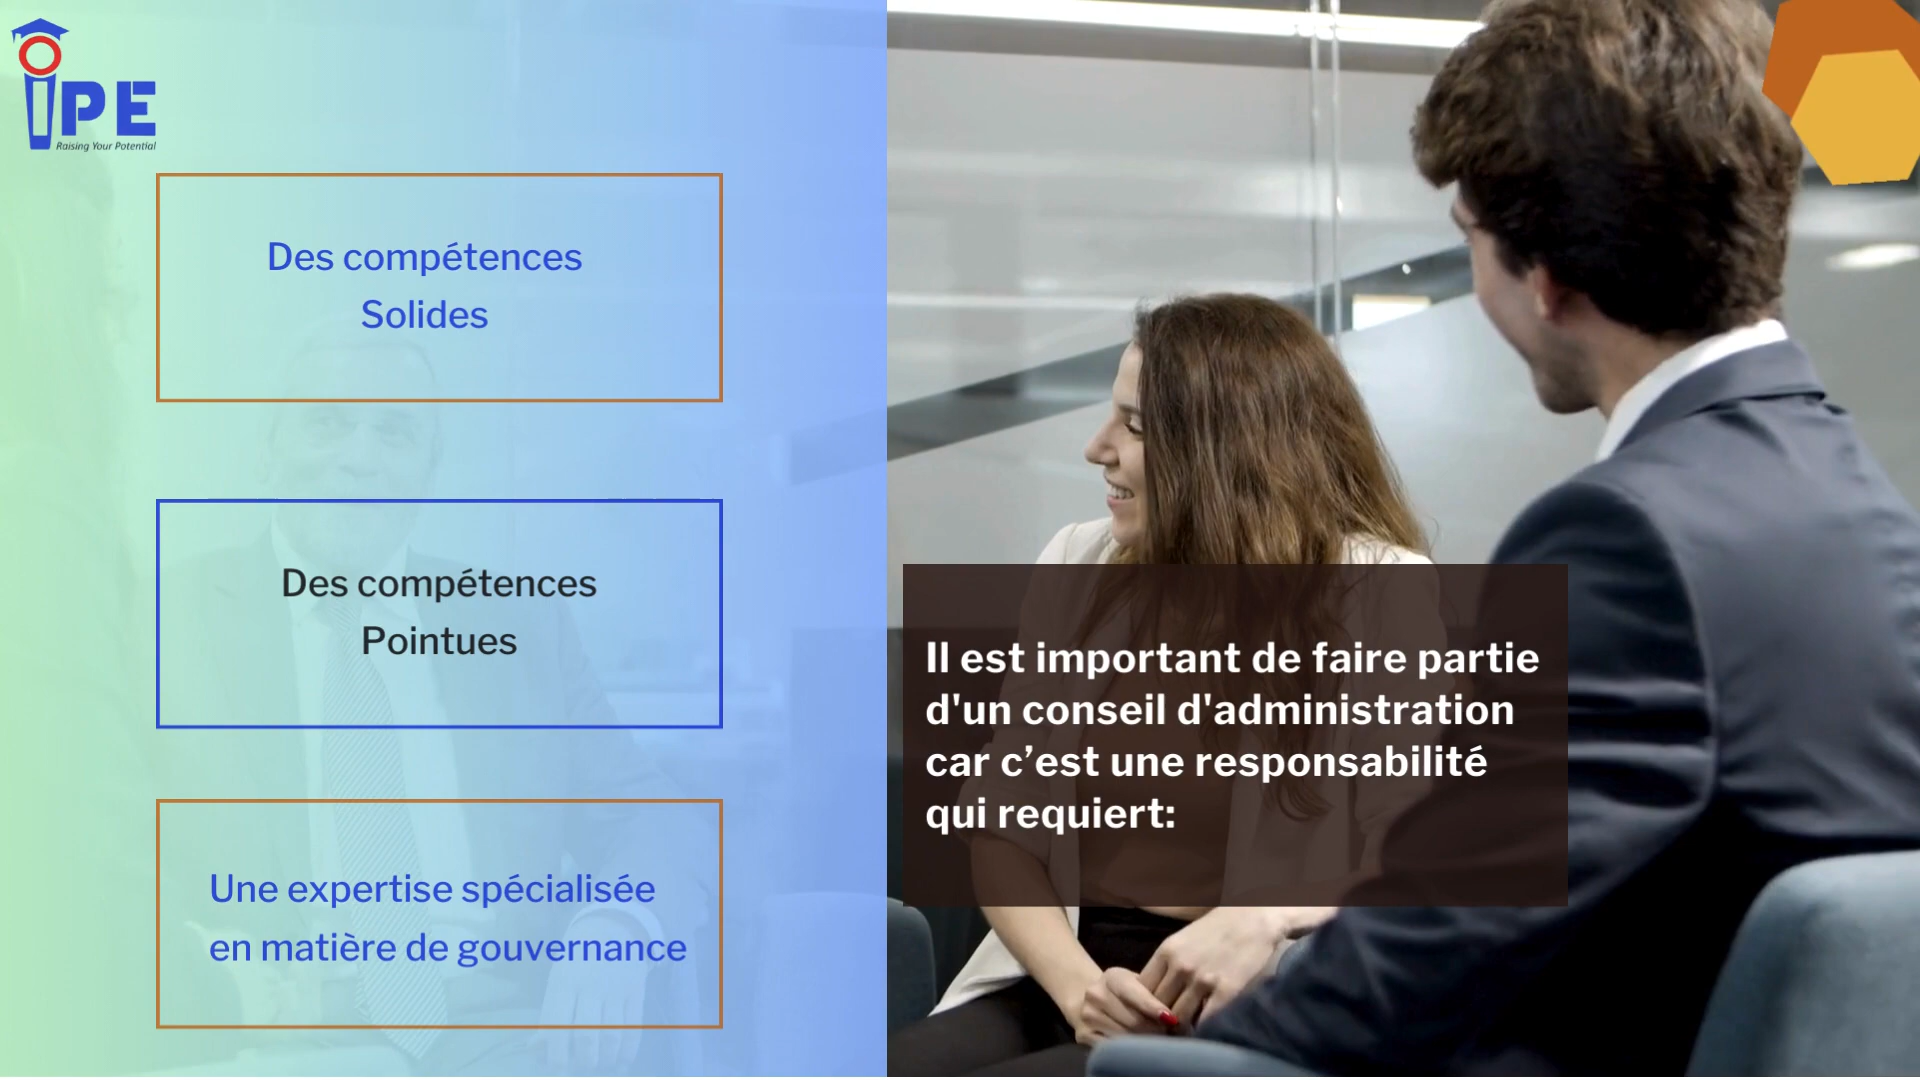 iPE
Raising Your Potential
Des compétences
Solides
Des compétences
Pointues
Une expertise spécialisée
en matière de gouvernance
Il est important de faire partie
d'un conseil d'administration
car c’est une responsabilité
qui requiert: